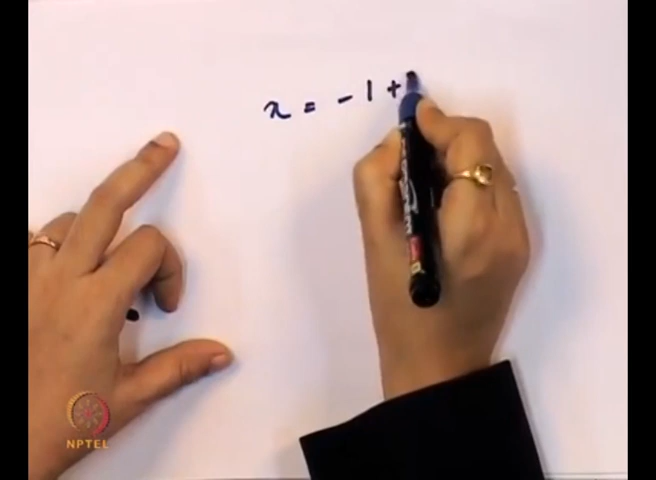 x = - 1 +
NPTEL